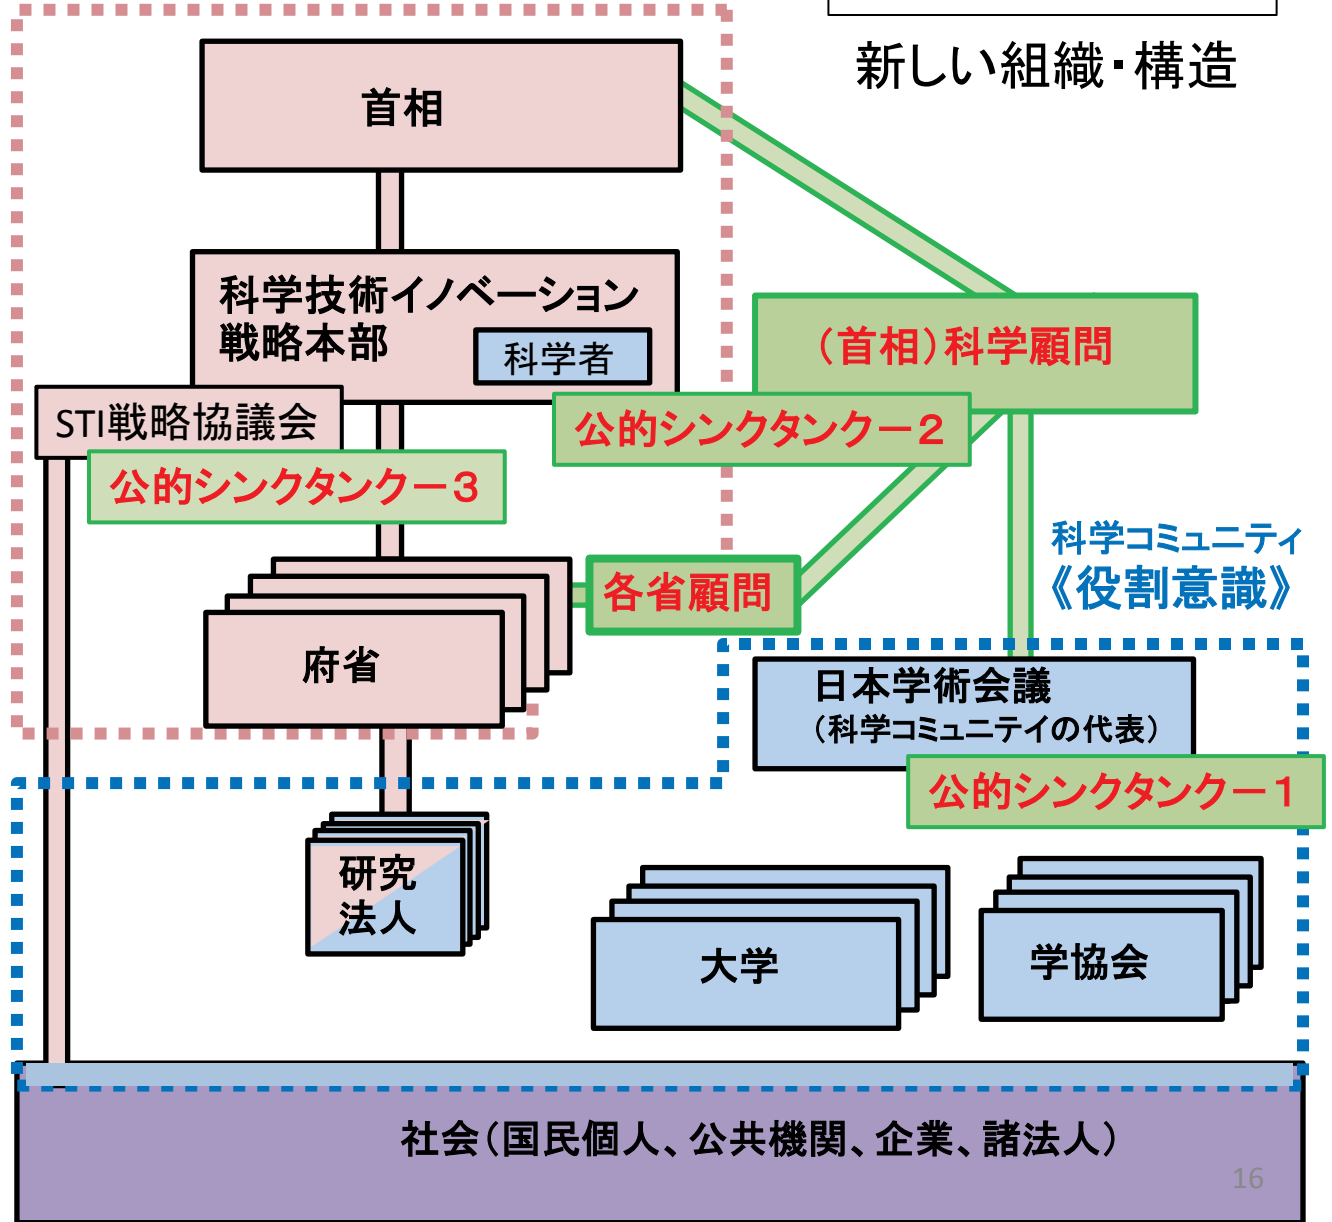 新しい組織・構造
首相
科学技術イノベーション
戦略本部
科学者
(首相)科学顧問
STI戦略協議会
公的シンクタンクー2
公的シンクタンクー3
科学コミュニティ
《役割意識》
各省顧問
府省
日本学術会議
(科学コミュニテイの代表)
公的シンクタンクー1
研究
法人
大学
学協会
社会(国民個人、公共機関、企業、諸法人)
16